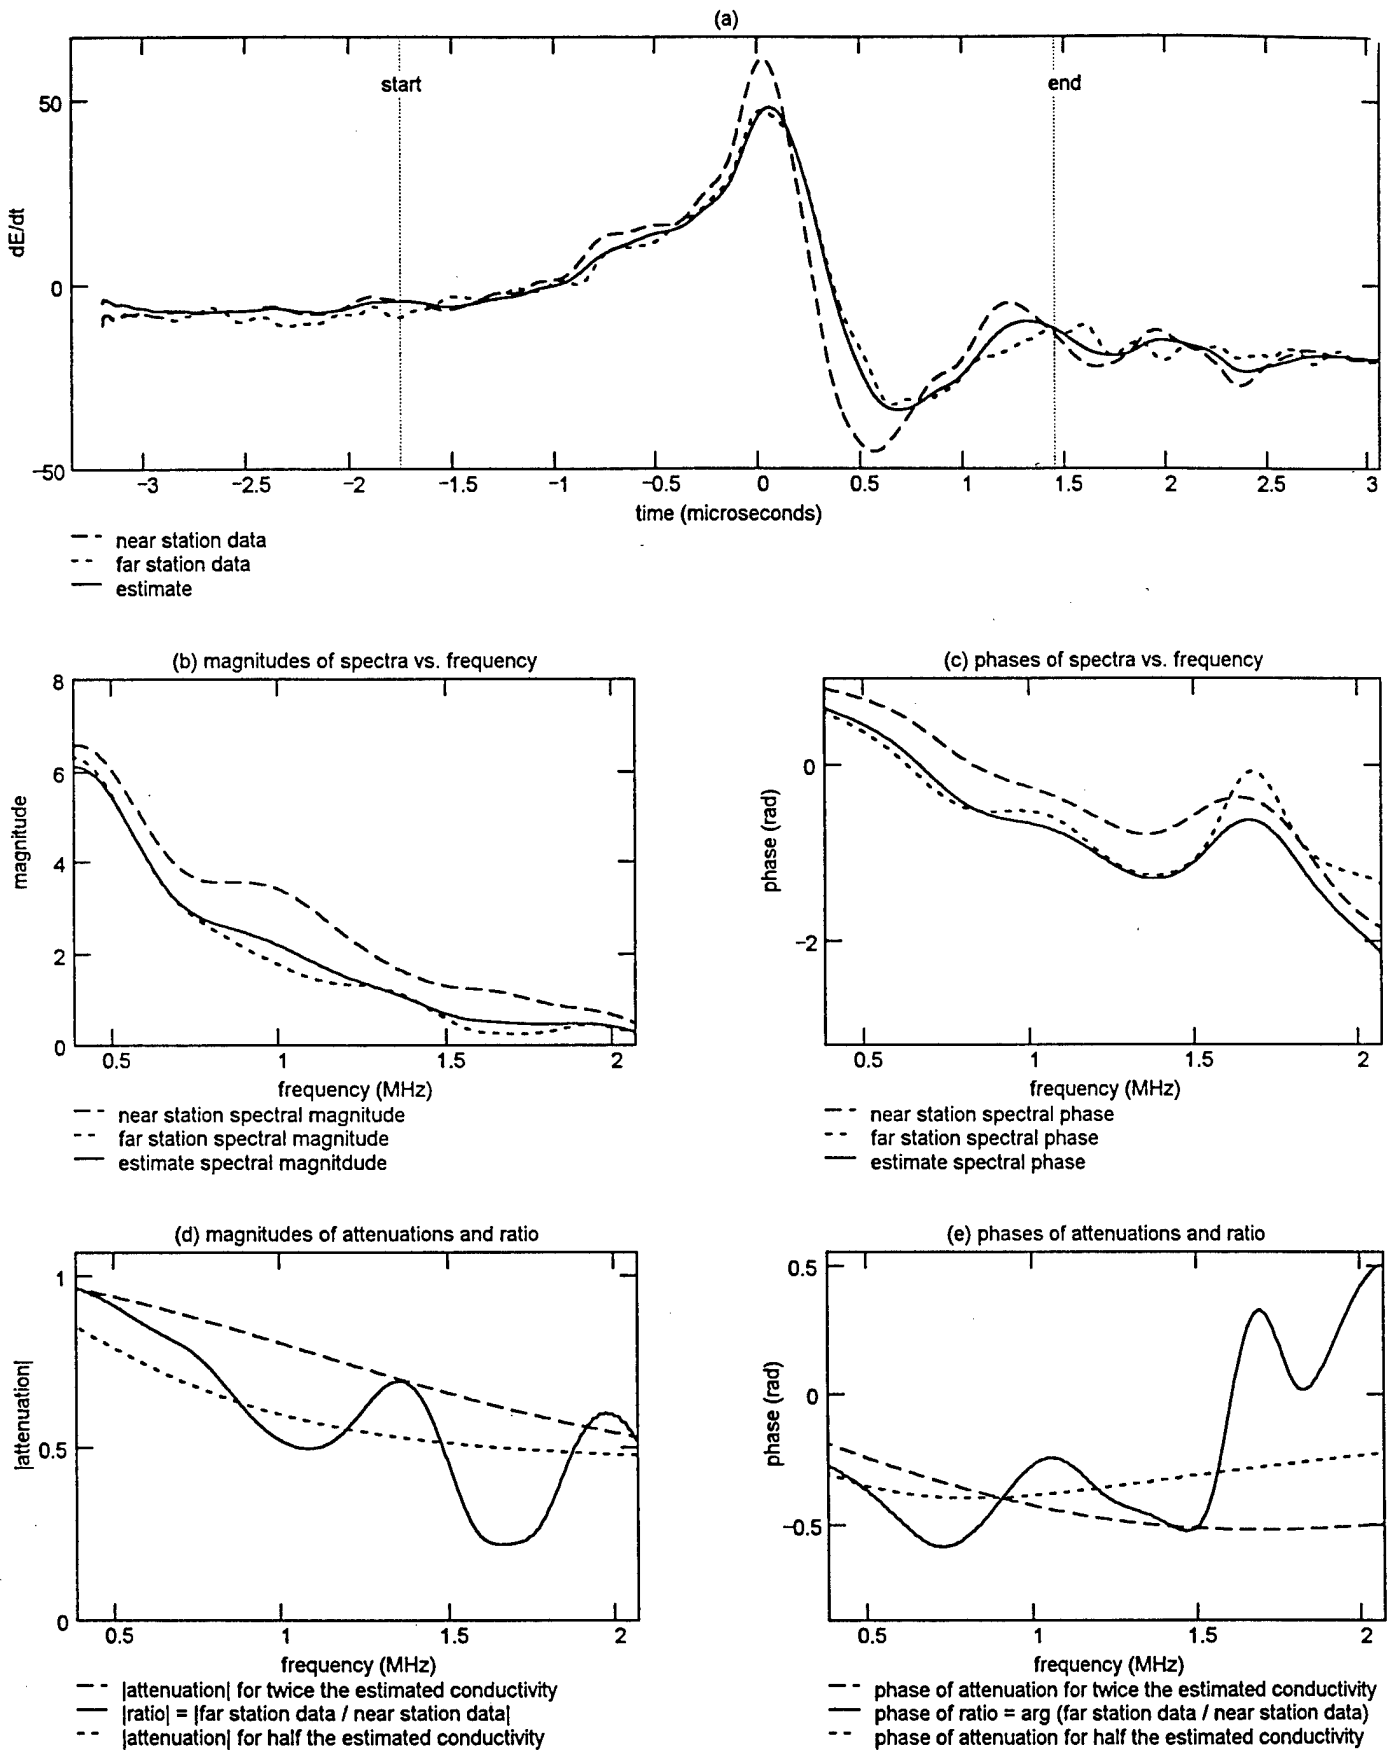 (a)
start
end
50
0
−50
dE/dt
−3
−2.5
−2
−1.5
−1
−0.5
0
0.5
1
1.5
2
2.5
3
time (microseconds)
near station data
far station data
estimate
(b) magnitudes of spectra vs. frequency
8
6
4
2
0
magnitude
0.5
1
1.5
2
frequency (MHz)
near station spectral magnitude
far station spectral magnitude
estimate spectral magnitdude
(c) phases of spectra vs. frequency
0
−2
phase (rad)
0.5
1
1.5
2
frequency (MHz)
near station spectral phase
far station spectral phase
estimate spectral phase
(d) magnitudes of attenuations and ratio
1
0.5
0
|attenuation|
0.5
1
1.5
2
frequency (MHz)
|attenuation| for twice the estimated conductivity
|ratio| = |far station data / near station data|
|attenuation| for half the estimated conductivity
(e) phases of attenuations and ratio
0.5
0
−0.5
phase (rad)
0.5
1
1.5
2
frequency (MHz)
phase of attenuation for twice the estimated conductivity
phase of ratio = arg (far station data / near station data)
phase of attenuation for half the estimated conductivity